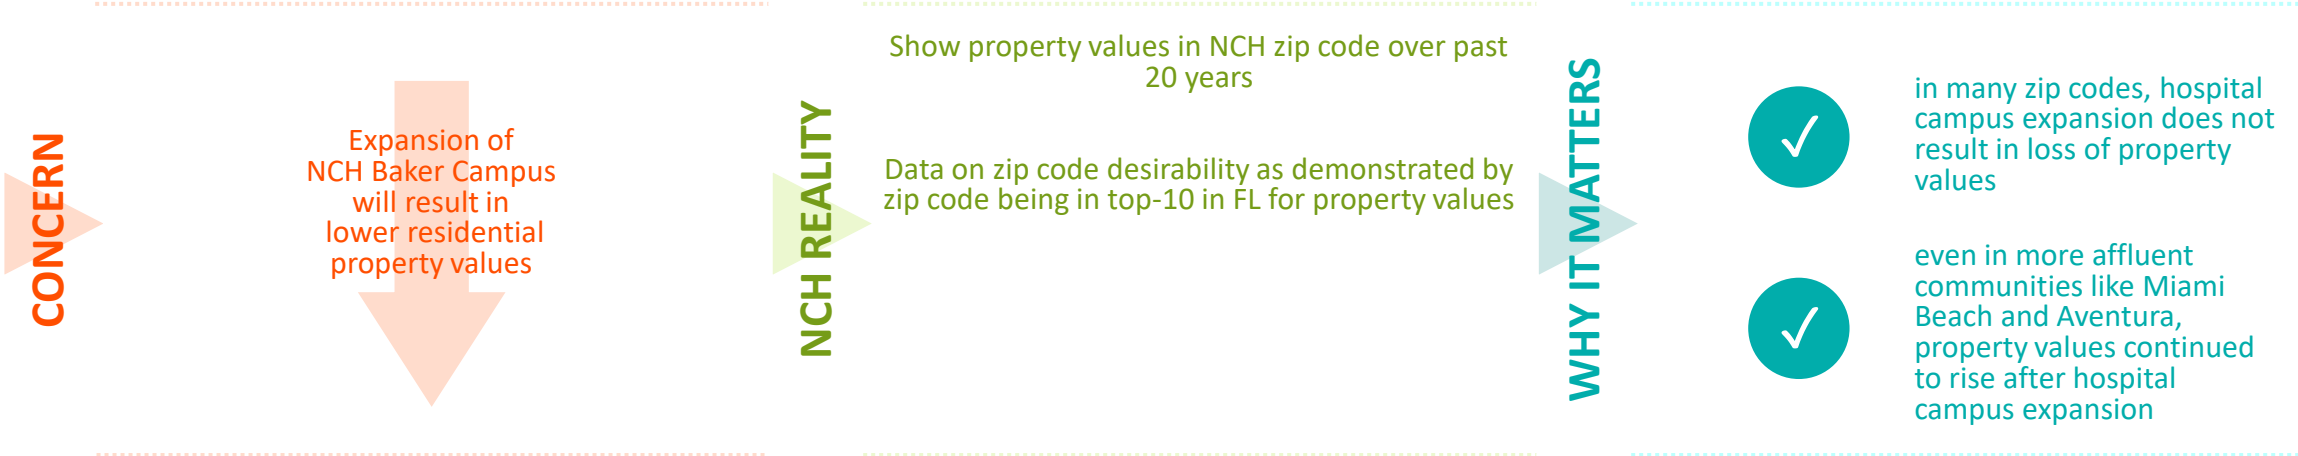 CONCERN
Expansion of
NCH Baker Campus
will result in
lower residential
property values
NCH REALITY
Show property values in NCH zip code over past
20 years
Data on zip code desirability as demonstrated by
zip code being in top-10 in FL for property values
WHY IT MATTERS
in many zip codes, hospital
campus expansion does not
result in loss of property
values
even in more affluent
communities like Miami
Beach and Aventura,
property values continued
to rise after hospital
campus expansion